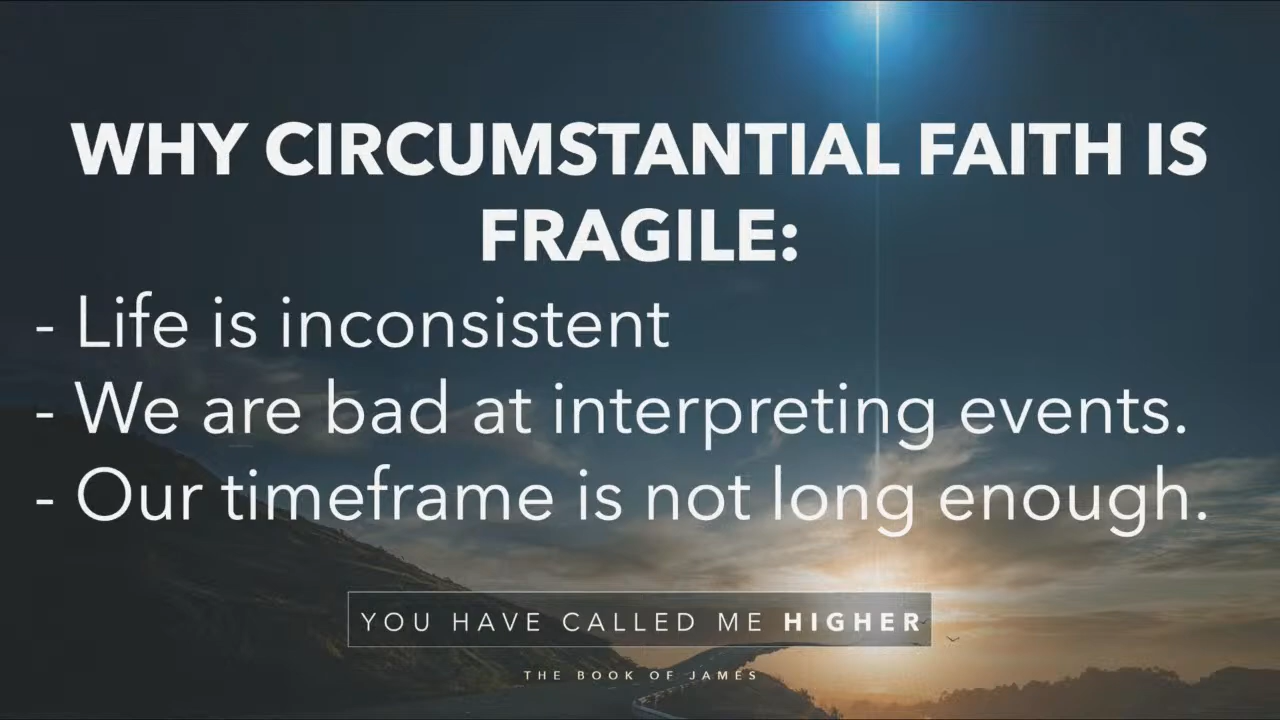 WHY CIRCUMSTANTIAL FAITH IS
FRAGILE:
- Life is inconsistent
- We are bad at interpreting events.
- Our timeframe is not long enough.
YOU HAVE CALLED ME HIGHER
THE BOOK OF JAMES